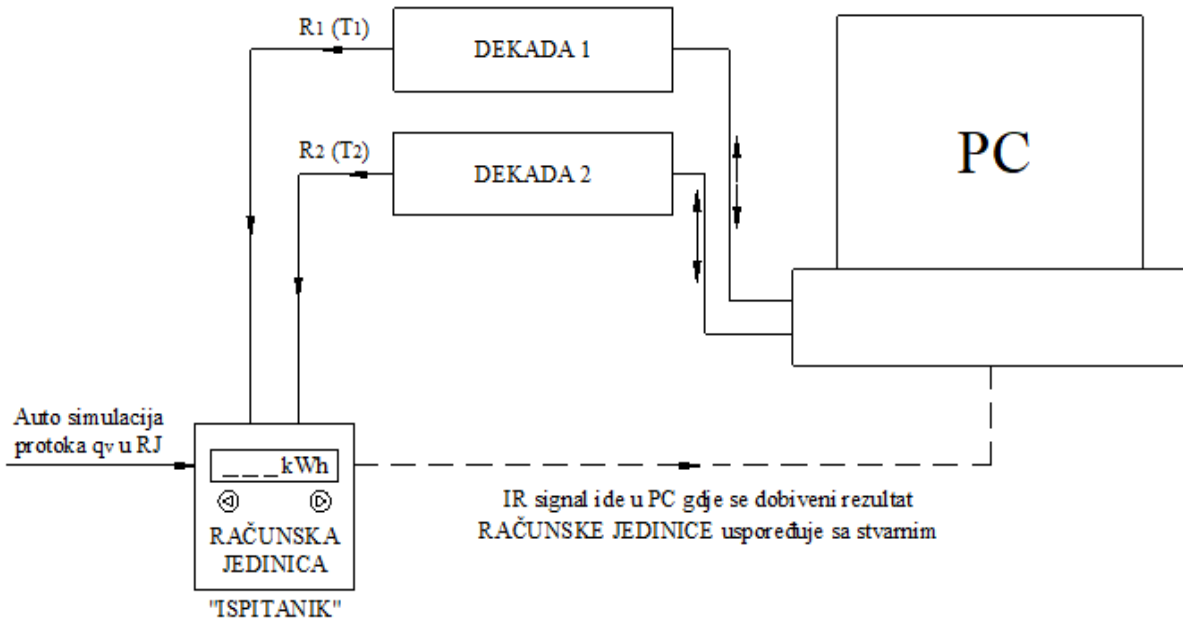 R1 (T1)
DEKADA 1
R2 (T2)
DEKADA 2
PC
Auto simulacija
protoka qv u RJ
_ _ _ kWh
RAČUNSKA
JEDINICA
"ISPITANIK"
IR signal ide u PC gdje se dobiveni rezultat
RAČUNSKE JEDINICE uspoređuje sa stvarnim